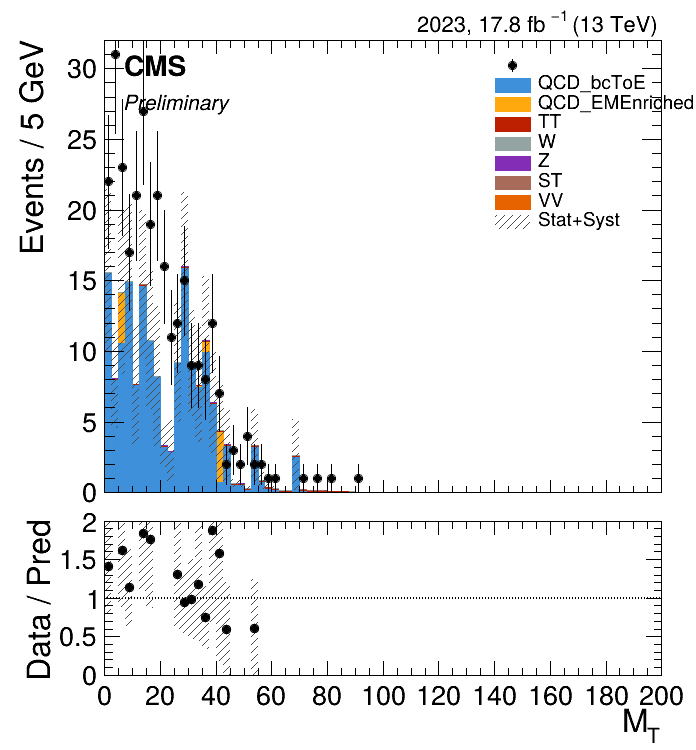 2023, 17.8 fb⁻¹ (13 TeV)
CMS
Preliminary
Events / 5 GeV
30
25
20
15
10
5
0
QCD_bcToE
QCD_EMEnriched
TT
W
Z
ST
VV
Stat+Syst
Data / Pred
2
1.5
1
0.5
0
0 20 40 60 80 100 120 140 160 180 200
M_T